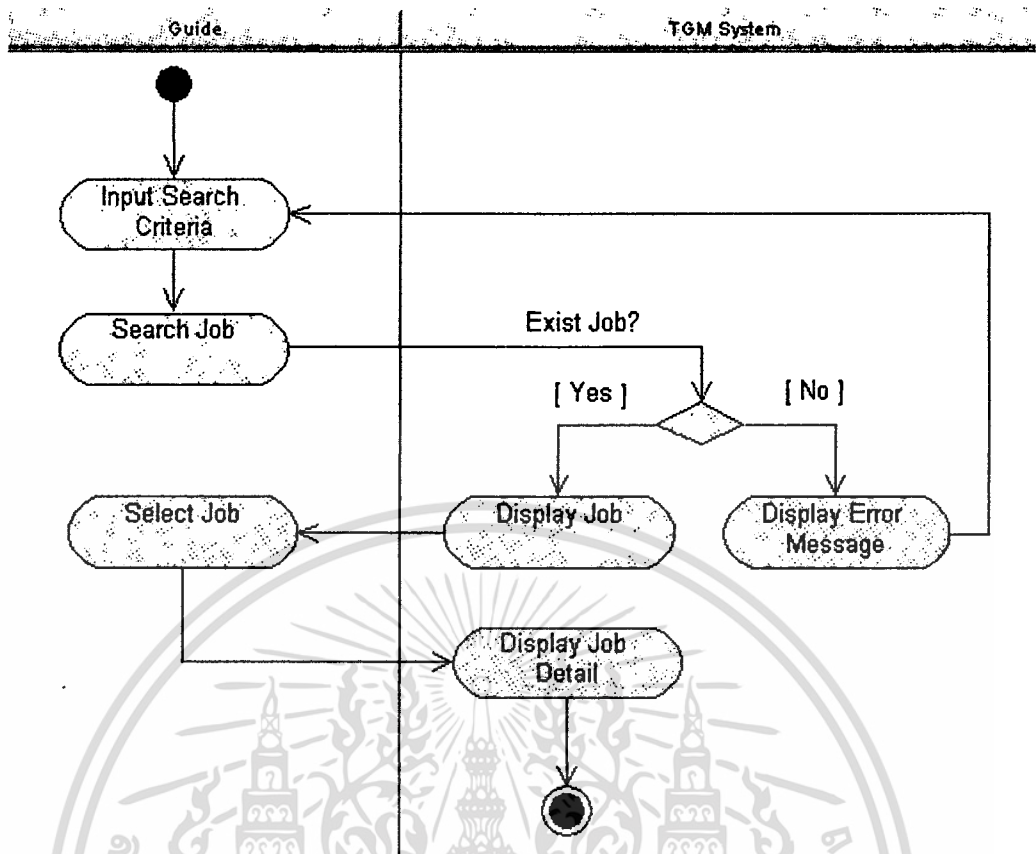 Guide
TGM System
Input Search
Criteria
Search Job
Exist Job?
[ Yes ]
[ No ]
Select Job
Display Job
Display Error
Message
Display Job
Detail